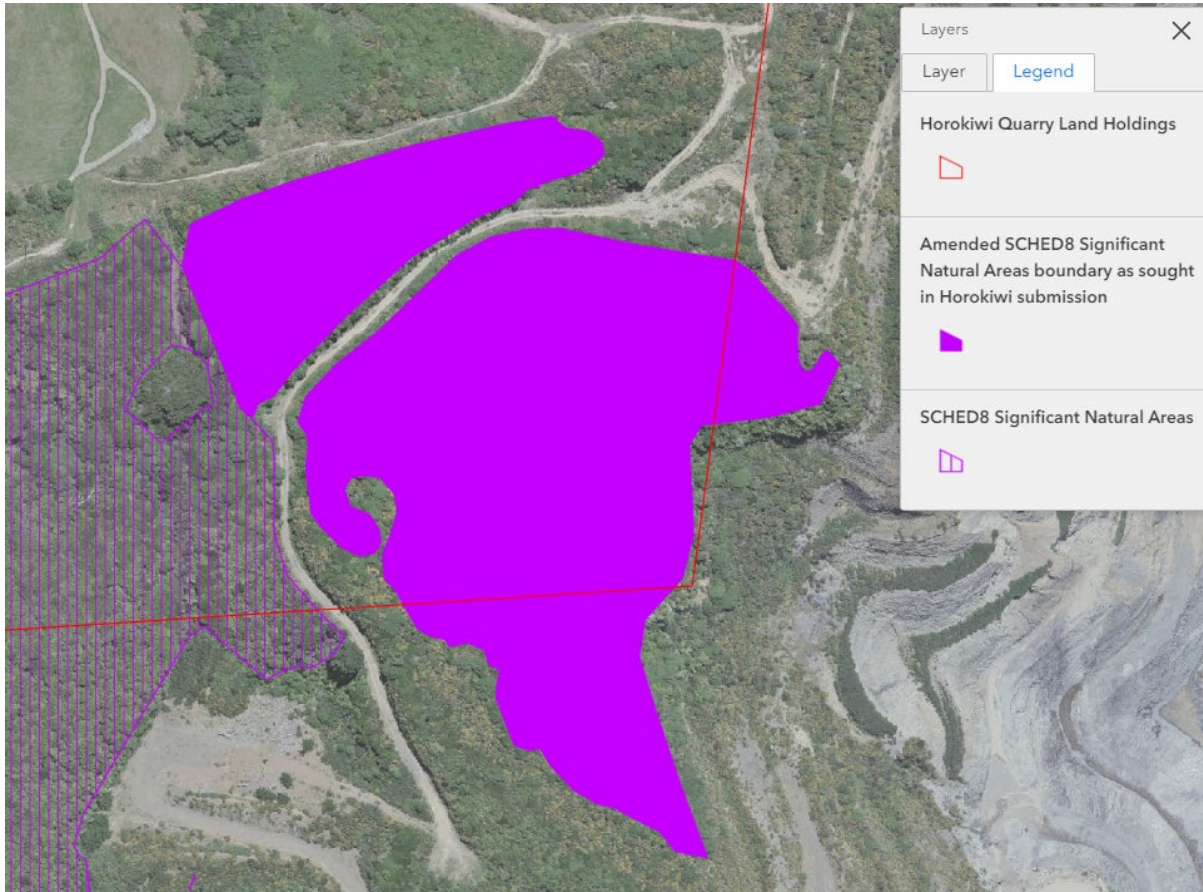 Layers
Layer
Legend
Horokiwi Quarry Land Holdings
Amended SCHED8 Significant
Natural Areas boundary as sought
in Horokiwi submission
SCHED8 Significant Natural Areas